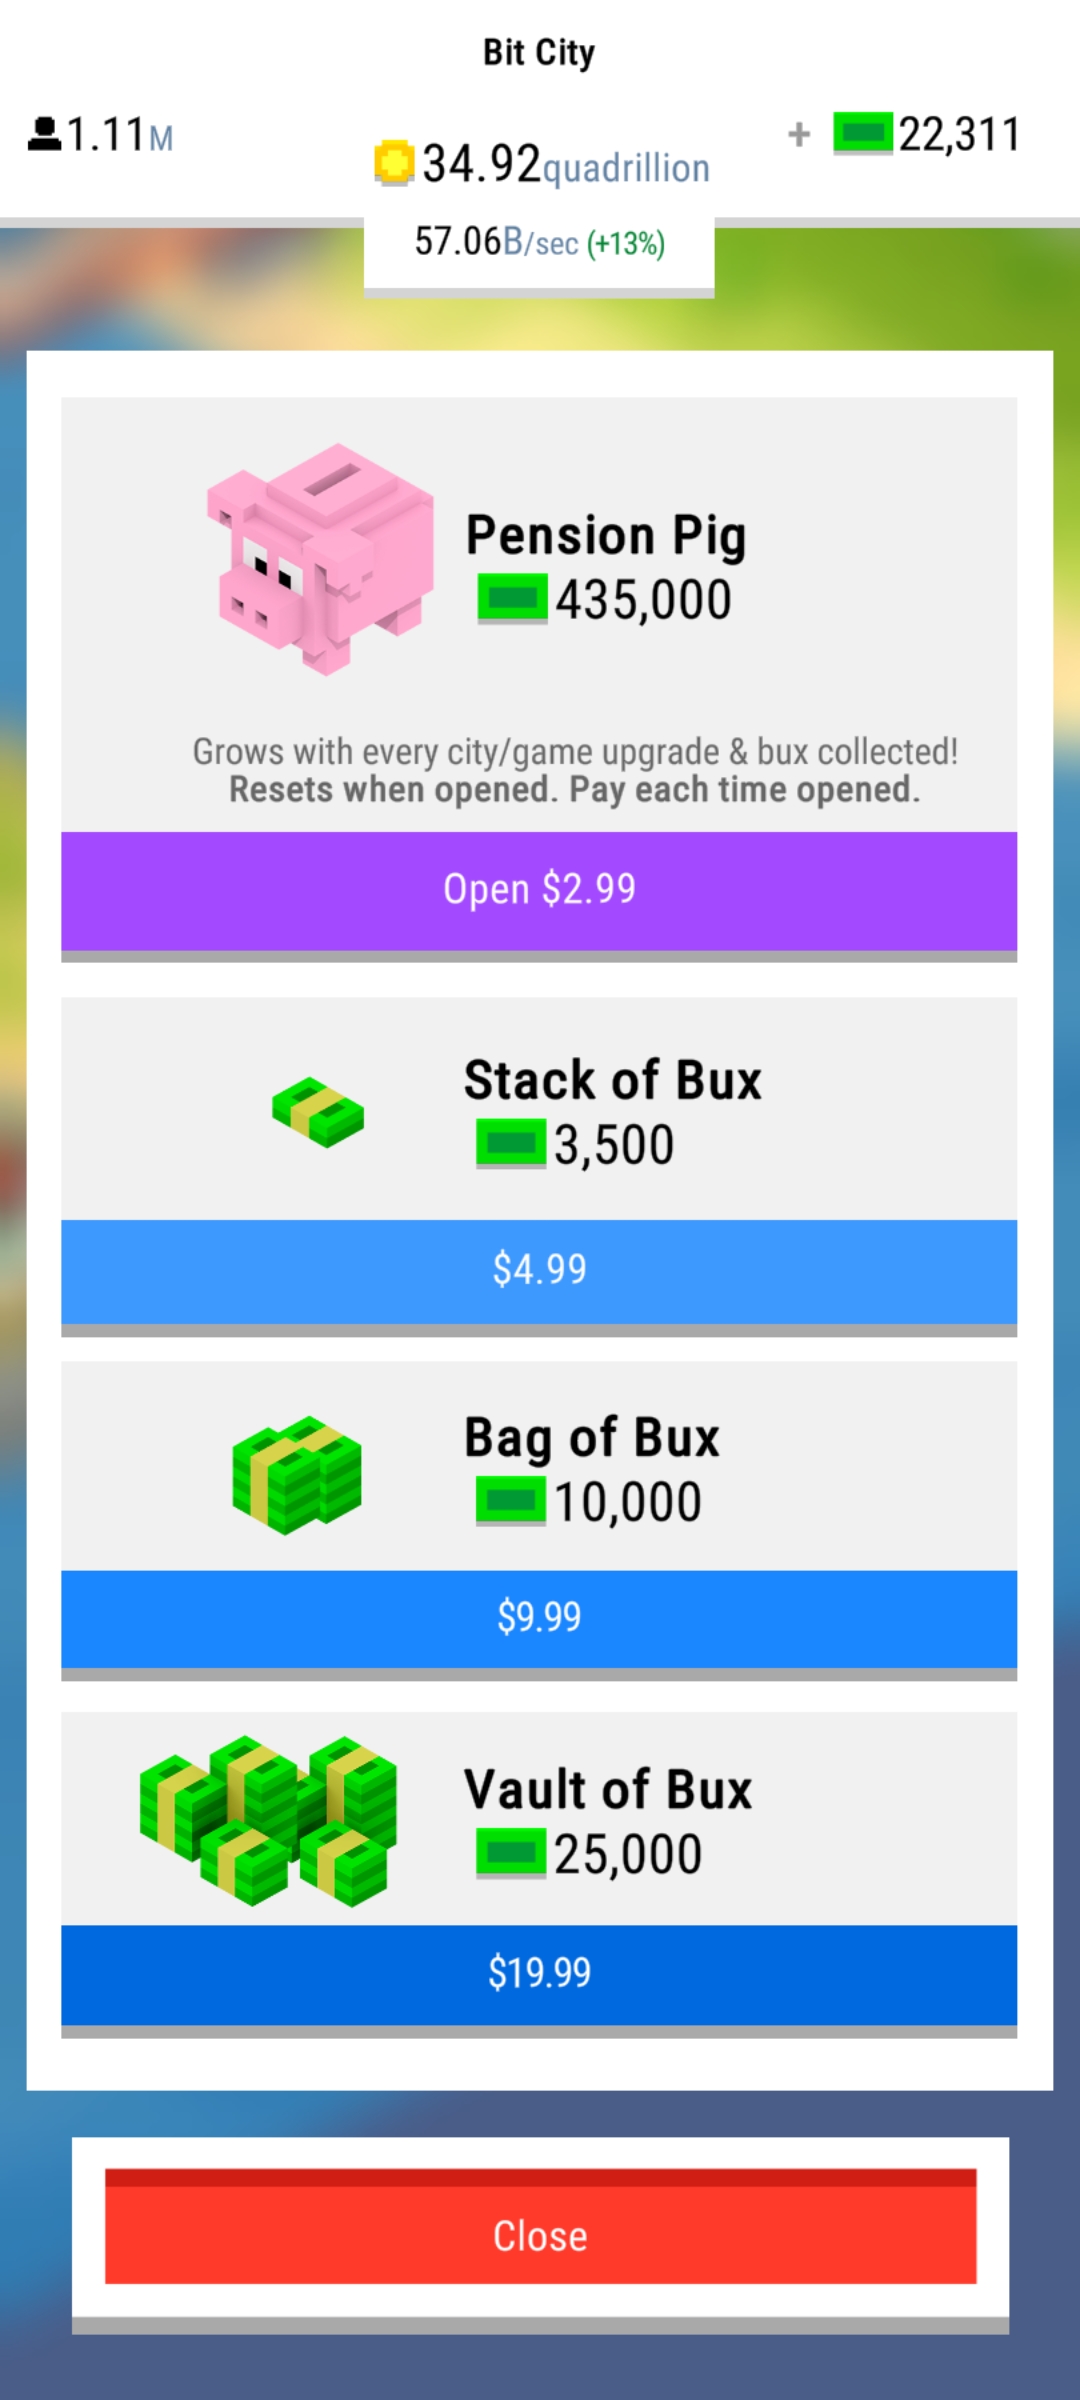 Bit City
1.11M
+ 22,311
34.92quadrillion
57.06B/sec (+13%)
Pension Pig
435,000
Grows with every city/game upgrade & bux collected!
Resets when opened. Pay each time opened.
Open $2.99
Stack of Bux
3,500
$4.99
Bag of Bux
10,000
$9.99
Vault of Bux
25,000
$19.99
Close